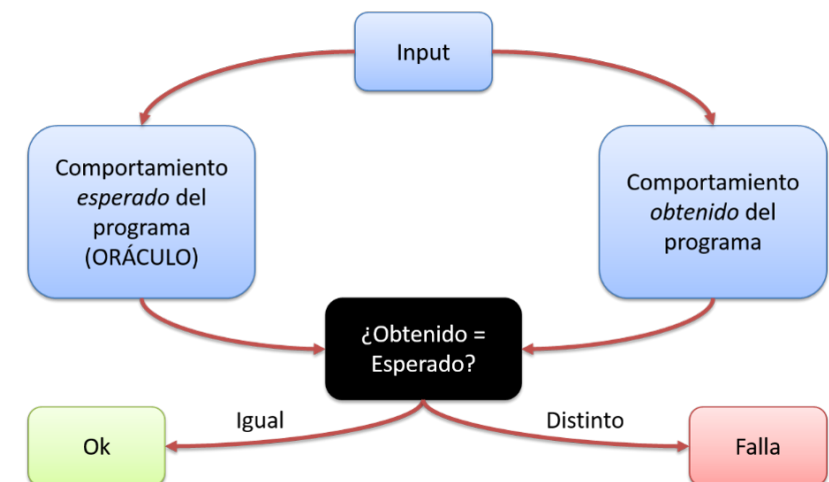 Input
Comportamiento
esperado del
programa
(ORÁCULO)
Comportamiento
obtenido del
programa
¿Obtenido =
Esperado?
Igual
Distinto
Ok
Falla